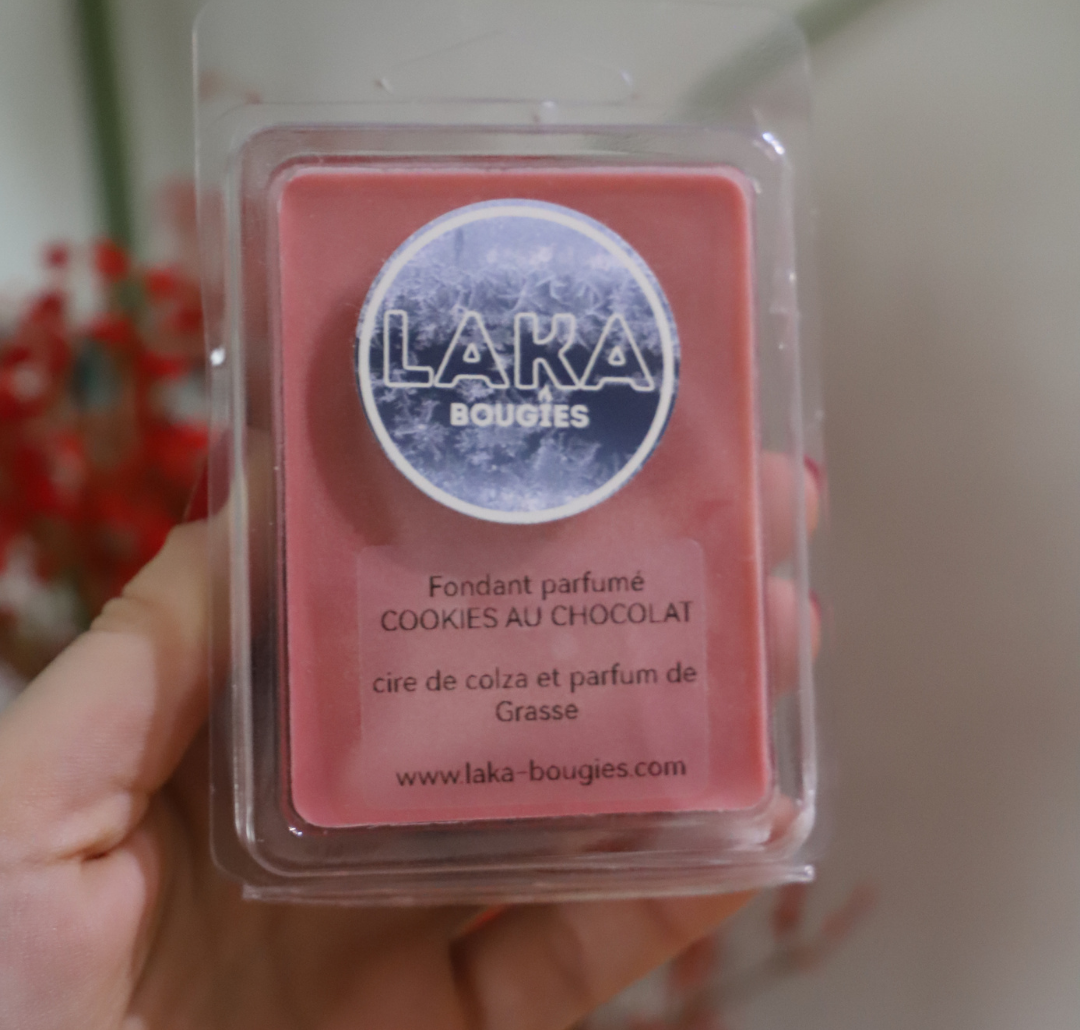 LAKA
BOUGIES
Fondant parfumé
COOKIES AU CHOCOLAT
cire de colza et parfum de
Grasse
www.laka-bougies.com